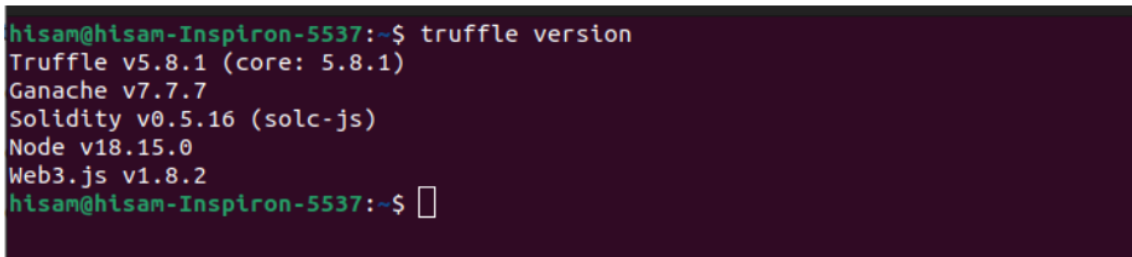 hisam@hisam-Inspiron-5537:~$ truffle version
Truffle v5.8.1 (core: 5.8.1)
Ganache v7.7.7
Solidity v0.5.16 (solc-js)
Node v18.15.0
Web3.js v1.8.2
hisam@hisam-Inspiron-5537:~$